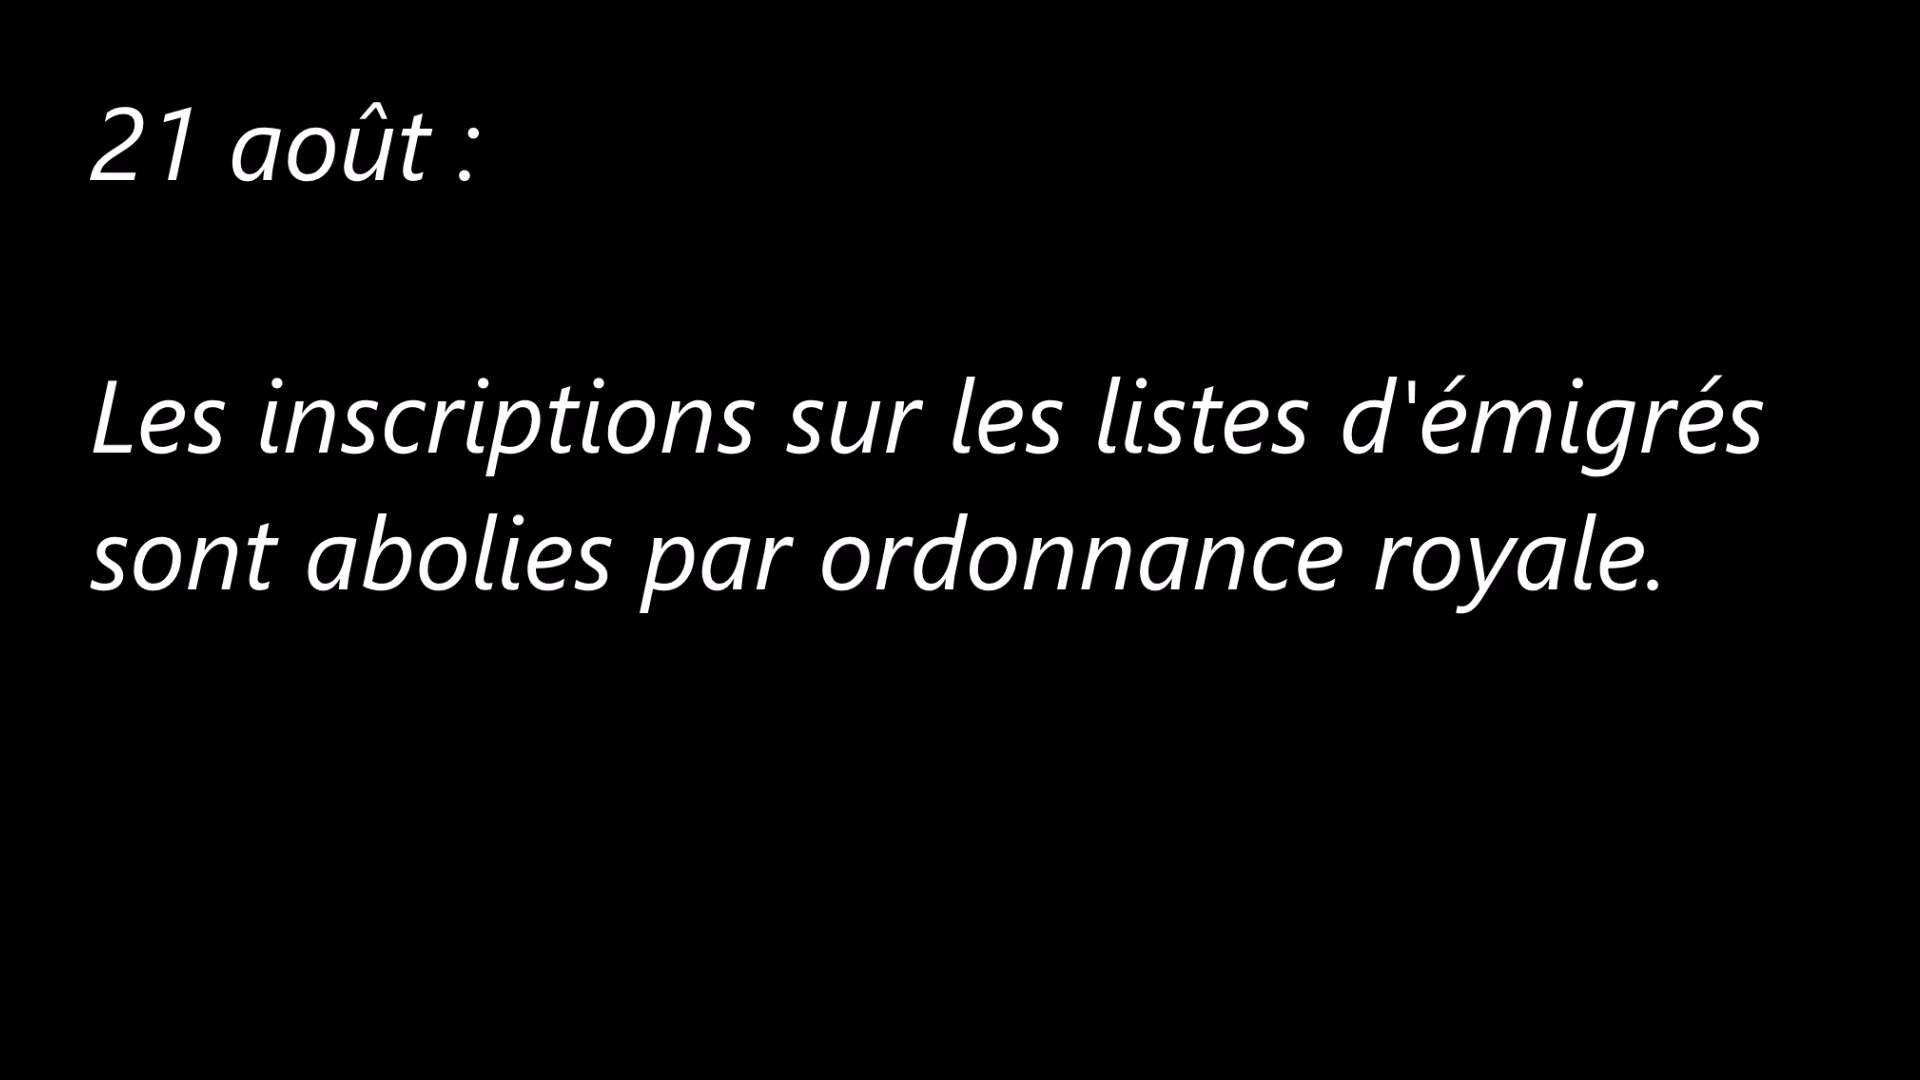 21 août :
Les inscriptions sur les listes d'émigrés
sont abolies par ordonnance royale.